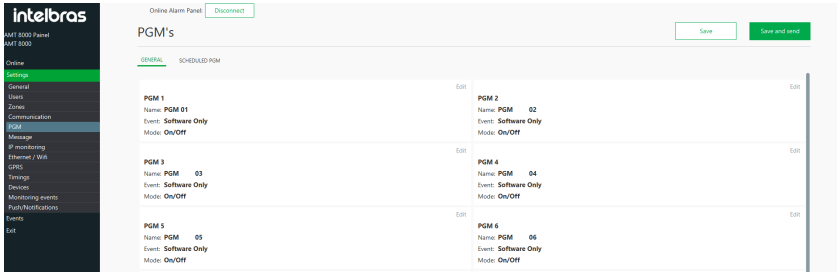 intelbras
AMT 8000 Painel
AMT 8000
Online
Settings
General
Users
Zones
Communication
PGM
Message
IP monitoring
Ethernet / Wifi
GPRS
Timings
Devices
Monitoring events
Push/Notifications
Events
Exit
Online Alarm Panel: Disconnect
PGM's
Save Save and send
GENERAL SCHEDULED PGM
Edit
PGM 1
Name: PGM 01
Event: Software Only
Mode: On/Off
Edit
PGM 2
Name: PGM 02
Event: Software Only
Mode: On/Off
Edit
PGM 3
Name: PGM 03
Event: Software Only
Mode: On/Off
Edit
PGM 4
Name: PGM 04
Event: Software Only
Mode: On/Off
Edit
PGM 5
Name: PGM 05
Event: Software Only
Mode: On/Off
Edit
PGM 6
Name: PGM 06
Event: Software Only
Mode: On/Off